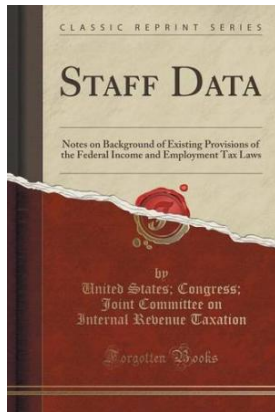 CLASSIC REPRINT SERIES
STAFF DATA
Notes on Background of Existing Provisions of
the Federal Income and Employment Tax Laws
by
United States; Congress;
Joint Committee on
Internal Revenue Taxation
Forgotten Books